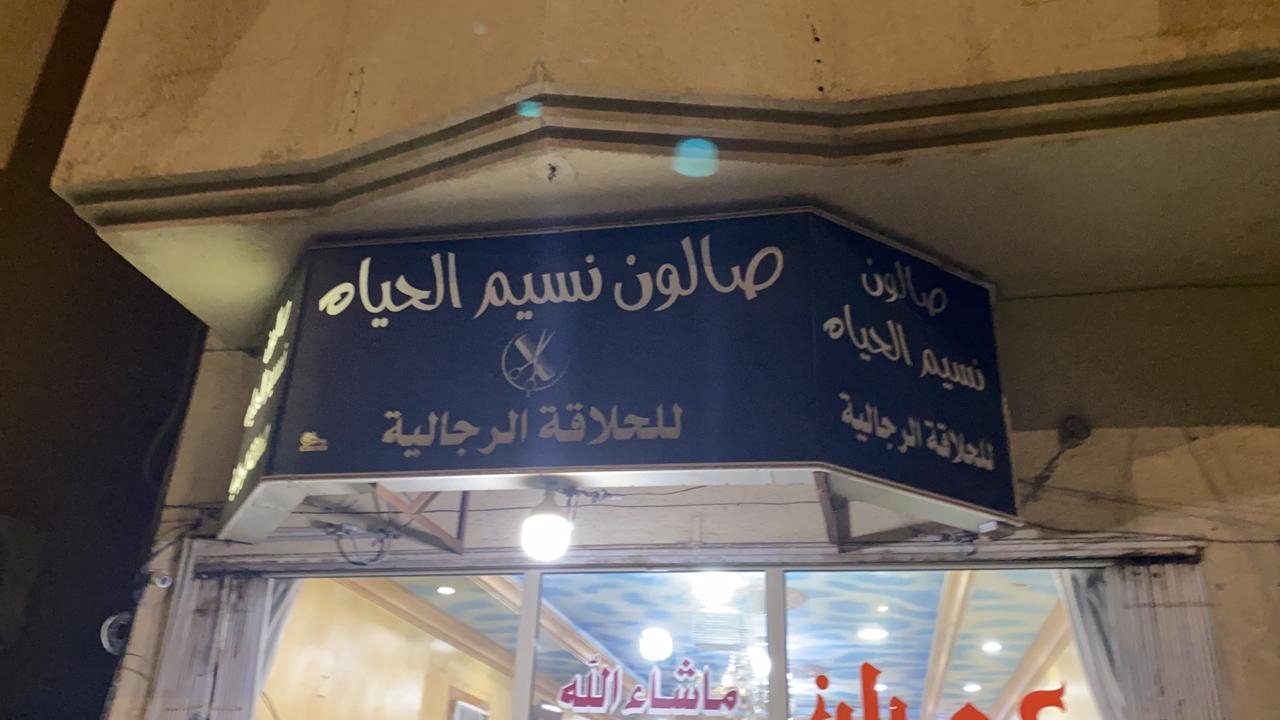 صالون نسيم الحياه
للحلاقة الرجالية
صالون
نسيم الحياه
للحلاقة الرجالية
ماشاء الله